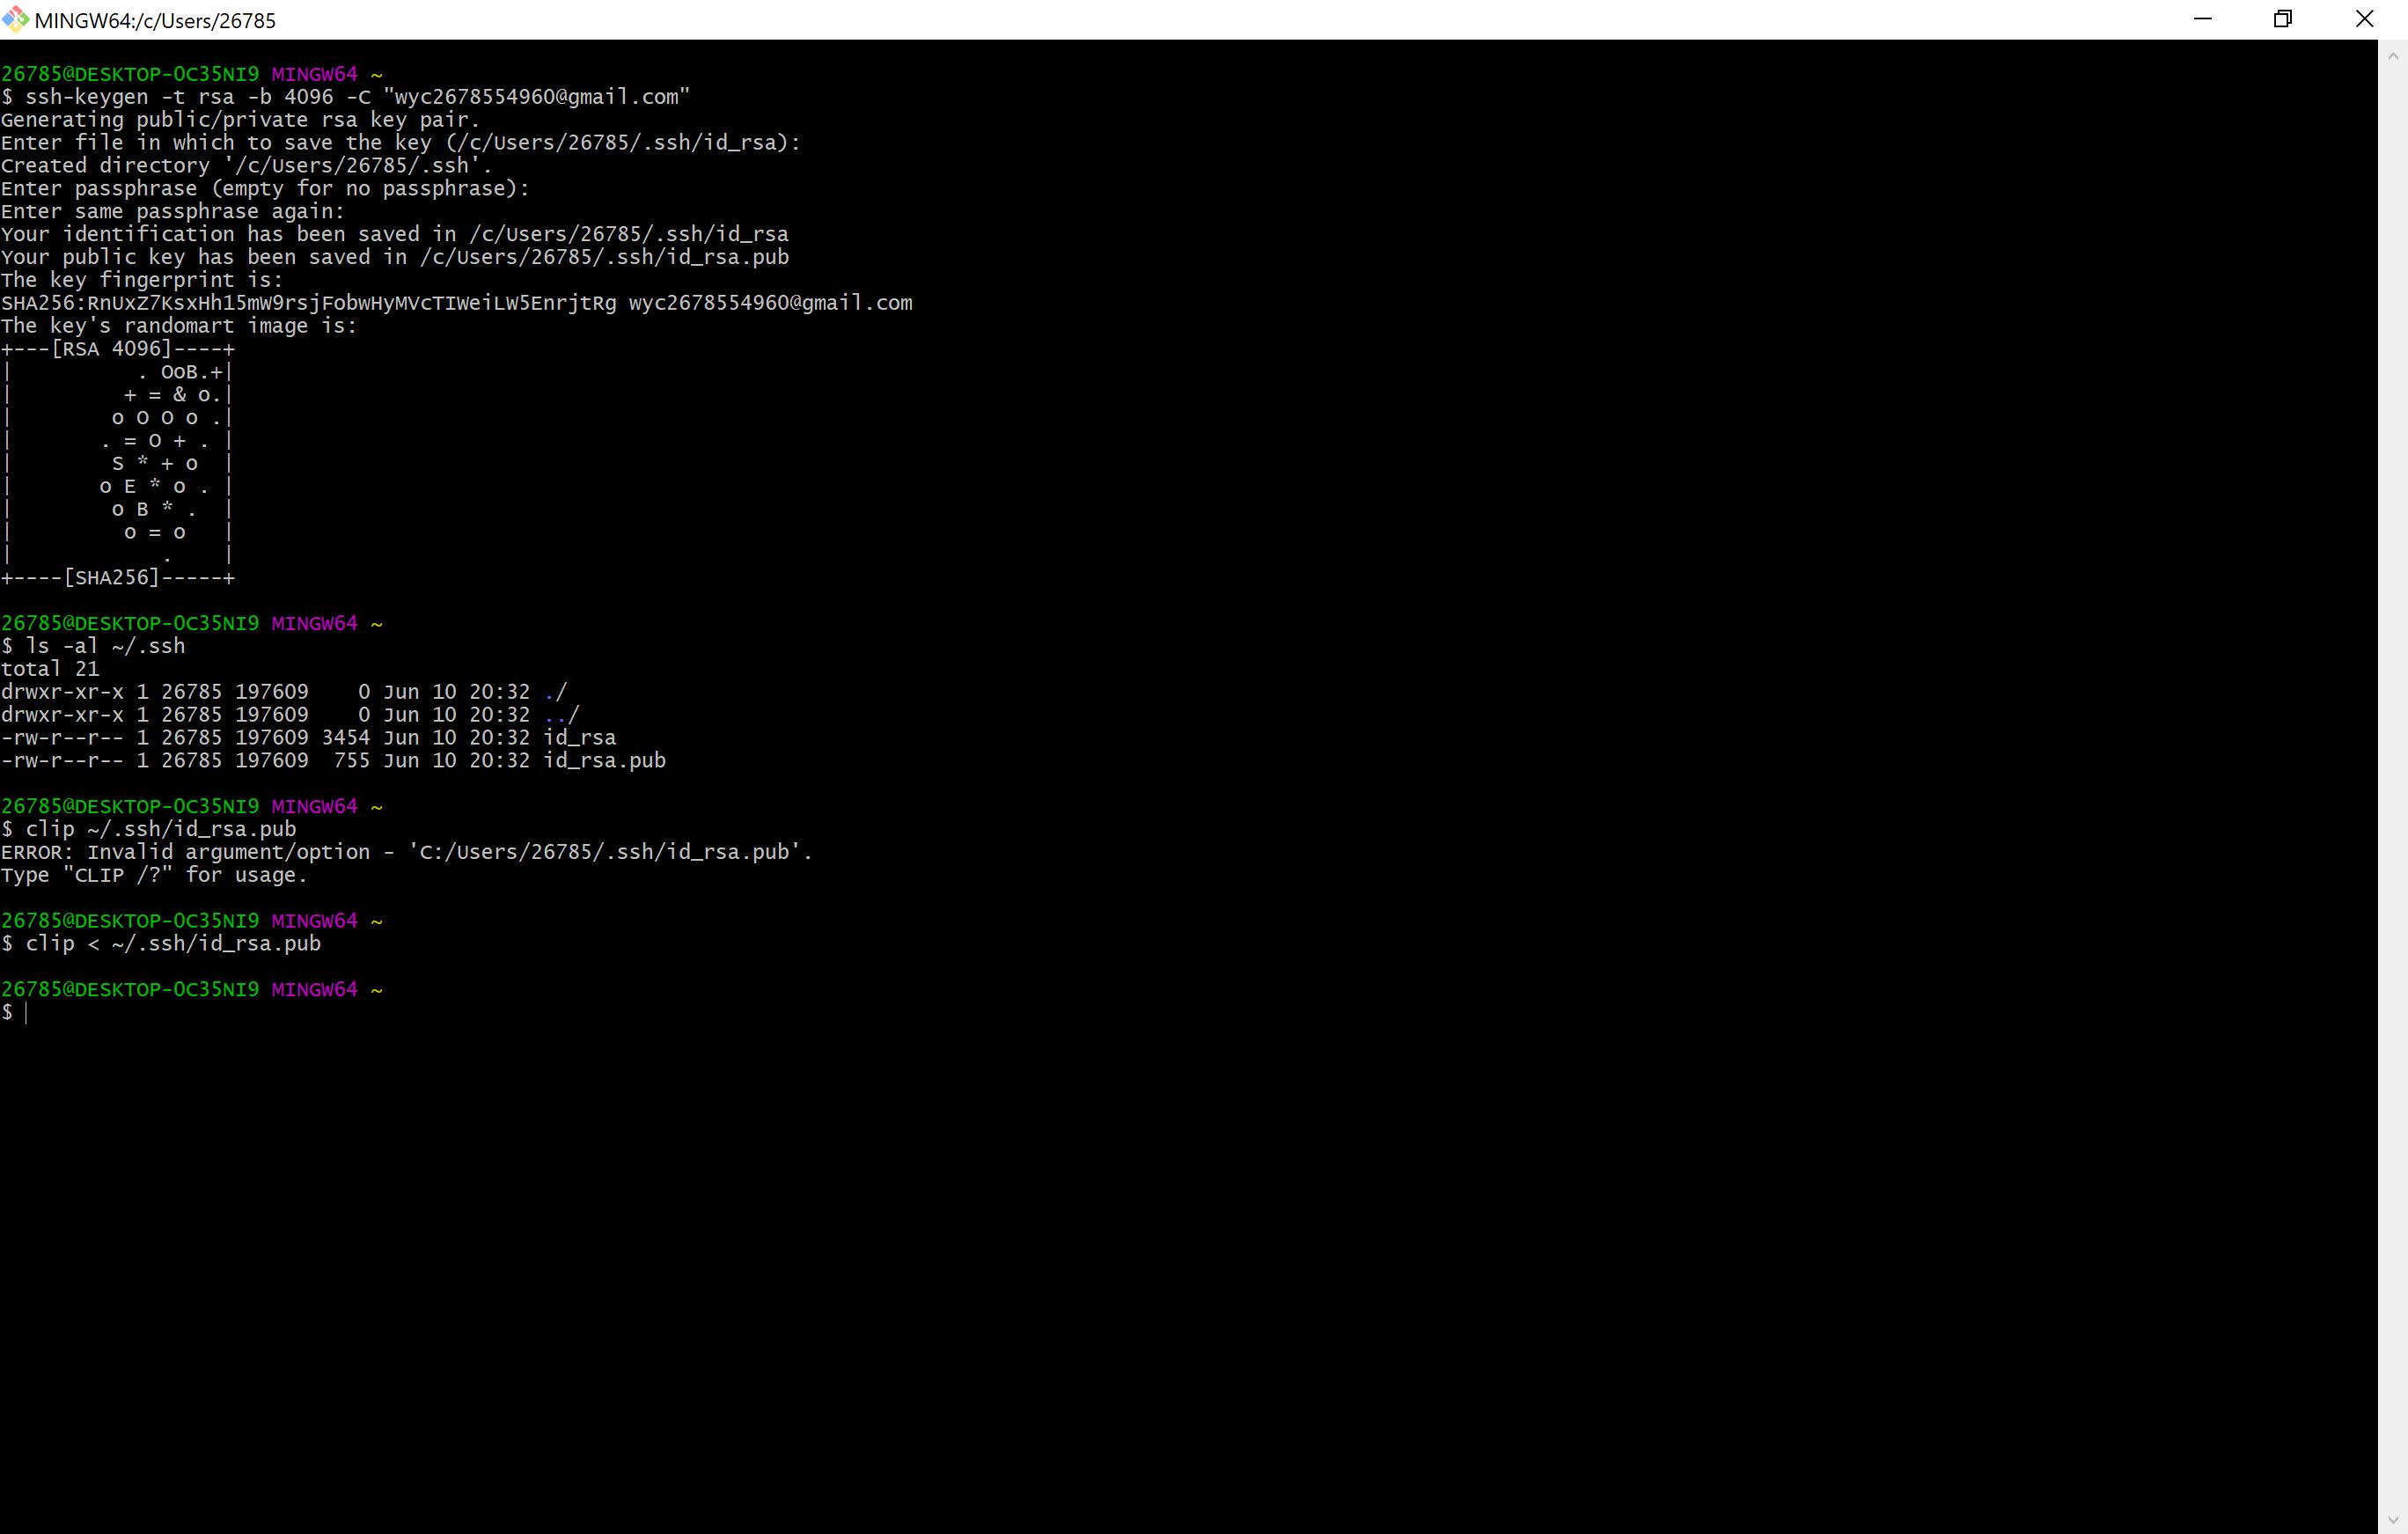 MINGW64:/c/Users/26785
26785@DESKTOP-OC35NI9 MINGW64 ~
$ ssh-keygen -t rsa -b 4096 -C "wyc2678554960@gmail.com"
Generating public/private rsa key pair.
Enter file in which to save the key (/c/Users/26785/.ssh/id_rsa):
Created directory '/c/Users/26785/.ssh'.
Enter passphrase (empty for no passphrase):
Enter same passphrase again:
Your identification has been saved in /c/Users/26785/.ssh/id_rsa
Your public key has been saved in /c/Users/26785/.ssh/id_rsa.pub
The key fingerprint is:
SHA256:RnUxZ7KsxHh15mW9rsjFobwHyMVcTIWeiLW5EnrjtRg wyc2678554960@gmail.com
The key's randomart image is:
+---[RSA 4096]----+
|          . OoB.+|
|         + = & o.|
|        o O O o .|
|       . = O + . |
|        S * + o  |
|       o E * o . |
|        o B * .  |
|         o = o   |
|            .    |
+----[SHA256]-----+
26785@DESKTOP-OC35NI9 MINGW64 ~
$ ls -al ~/.ssh
total 21
drwxr-xr-x 1 26785 197609    0 Jun 10 20:32 ./
drwxr-xr-x 1 26785 197609    0 Jun 10 20:32 ../
-rw-r--r-- 1 26785 197609 3454 Jun 10 20:32 id_rsa
-rw-r--r-- 1 26785 197609  755 Jun 10 20:32 id_rsa.pub
26785@DESKTOP-OC35NI9 MINGW64 ~
$ clip ~/.ssh/id_rsa.pub
ERROR: Invalid argument/option - 'C:/Users/26785/.ssh/id_rsa.pub'.
Type "CLIP /?" for usage.
26785@DESKTOP-OC35NI9 MINGW64 ~
$ clip < ~/.ssh/id_rsa.pub
26785@DESKTOP-OC35NI9 MINGW64 ~
$